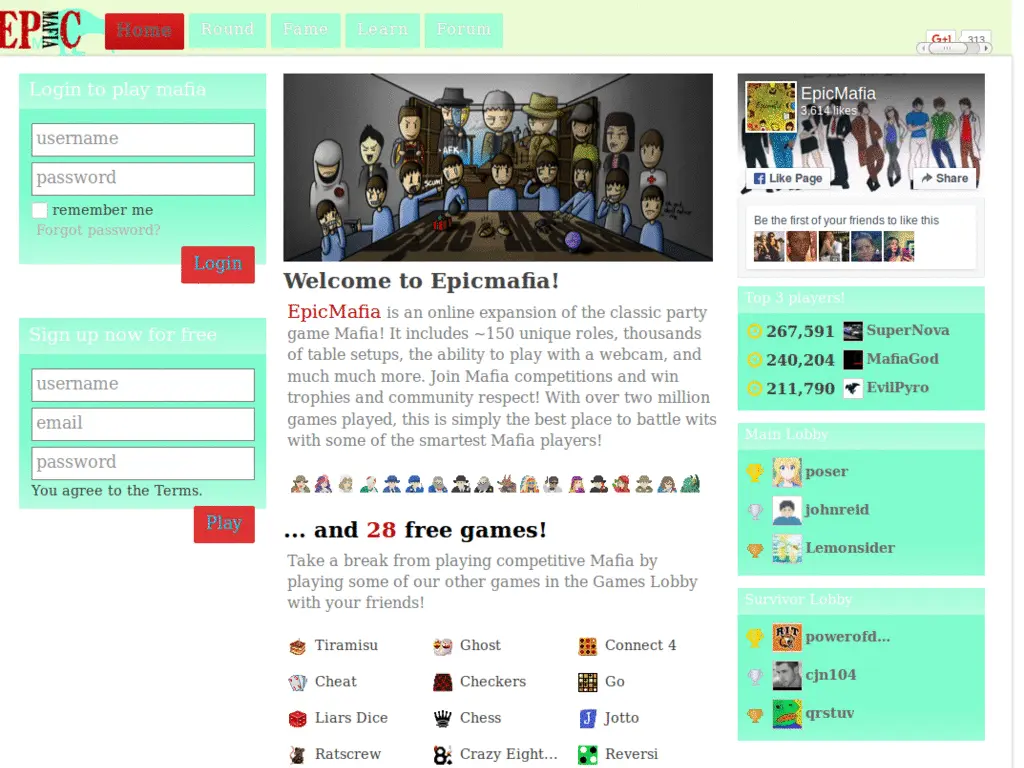 EPIC MAFIA
Home
Round
Fame
Learn
Forum
G+1
313
Login to play mafia
username
password
remember me
Forgot password?
Login
Sign up now for free
username
email
password
You agree to the Terms.
Play
-AFK-
SCUM
EPIC MAFIA
Welcome to Epicmafia!
EpicMafia is an online expansion of the classic party
game Mafia! It includes ~150 unique roles, thousands
of table setups, the ability to play with a webcam, and
much much more. Join Mafia competitions and win
trophies and community respect! With over two million
games played, this is simply the best place to battle wits
with some of the smartest Mafia players!
... and 28 free games!
Take a break from playing competitive Mafia by
playing some of our other games in the Games Lobby
with your friends!
Tiramisu
Ghost
Connect 4
Cheat
Checkers
Go
Liars Dice
Chess
Jotto
Ratscrew
Crazy Eight...
Reversi
EpicMafia
3,614 likes
Like Page
Share
Be the first of your friends to like this
Top 3 players!
267,591 SuperNova
240,204 MafiaGod
211,790 EvilPyro
Main Lobby
poser
johnreid
Lemonsider
Survivor Lobby
powerofd...
cjn104
qrstuv